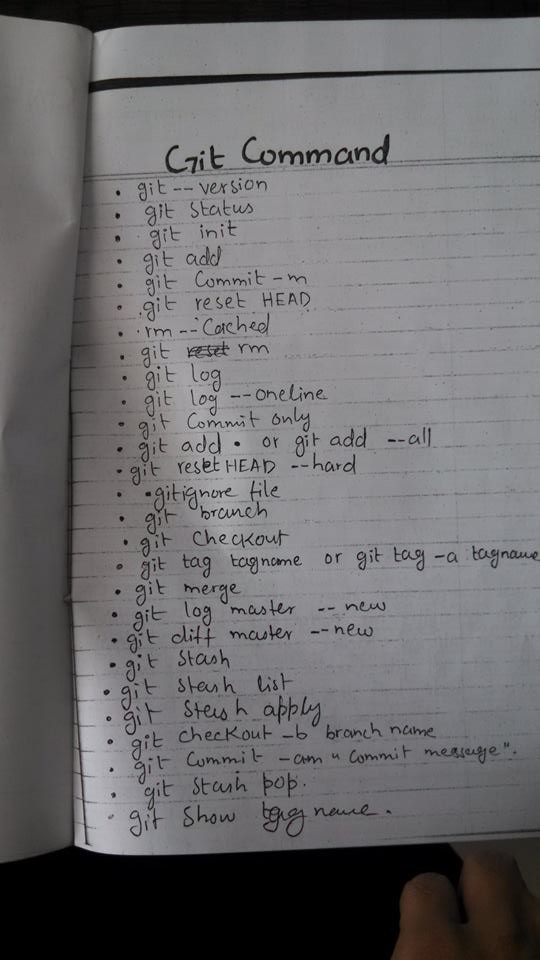 Git Command
• git -- version
• git Status
• git init
• git add
• git Commit -m
• git reset HEAD
• rm -- Cached
• git rm
• git log
• git log -- oneline
• git Commit only
• git add . or git add --all
• git reset HEAD --hard
• .gitignore file
• git branch
• git checkout
• git tag tagname or git tag -a tagname
• git merge
• git log master -- new
• git diff master -- new
• git Stash
• git Stash list
• git Stash apply
• git checkout -b branch name
• git Commit -am "Commit message".
• git Stash pop.
• git Show tag name.